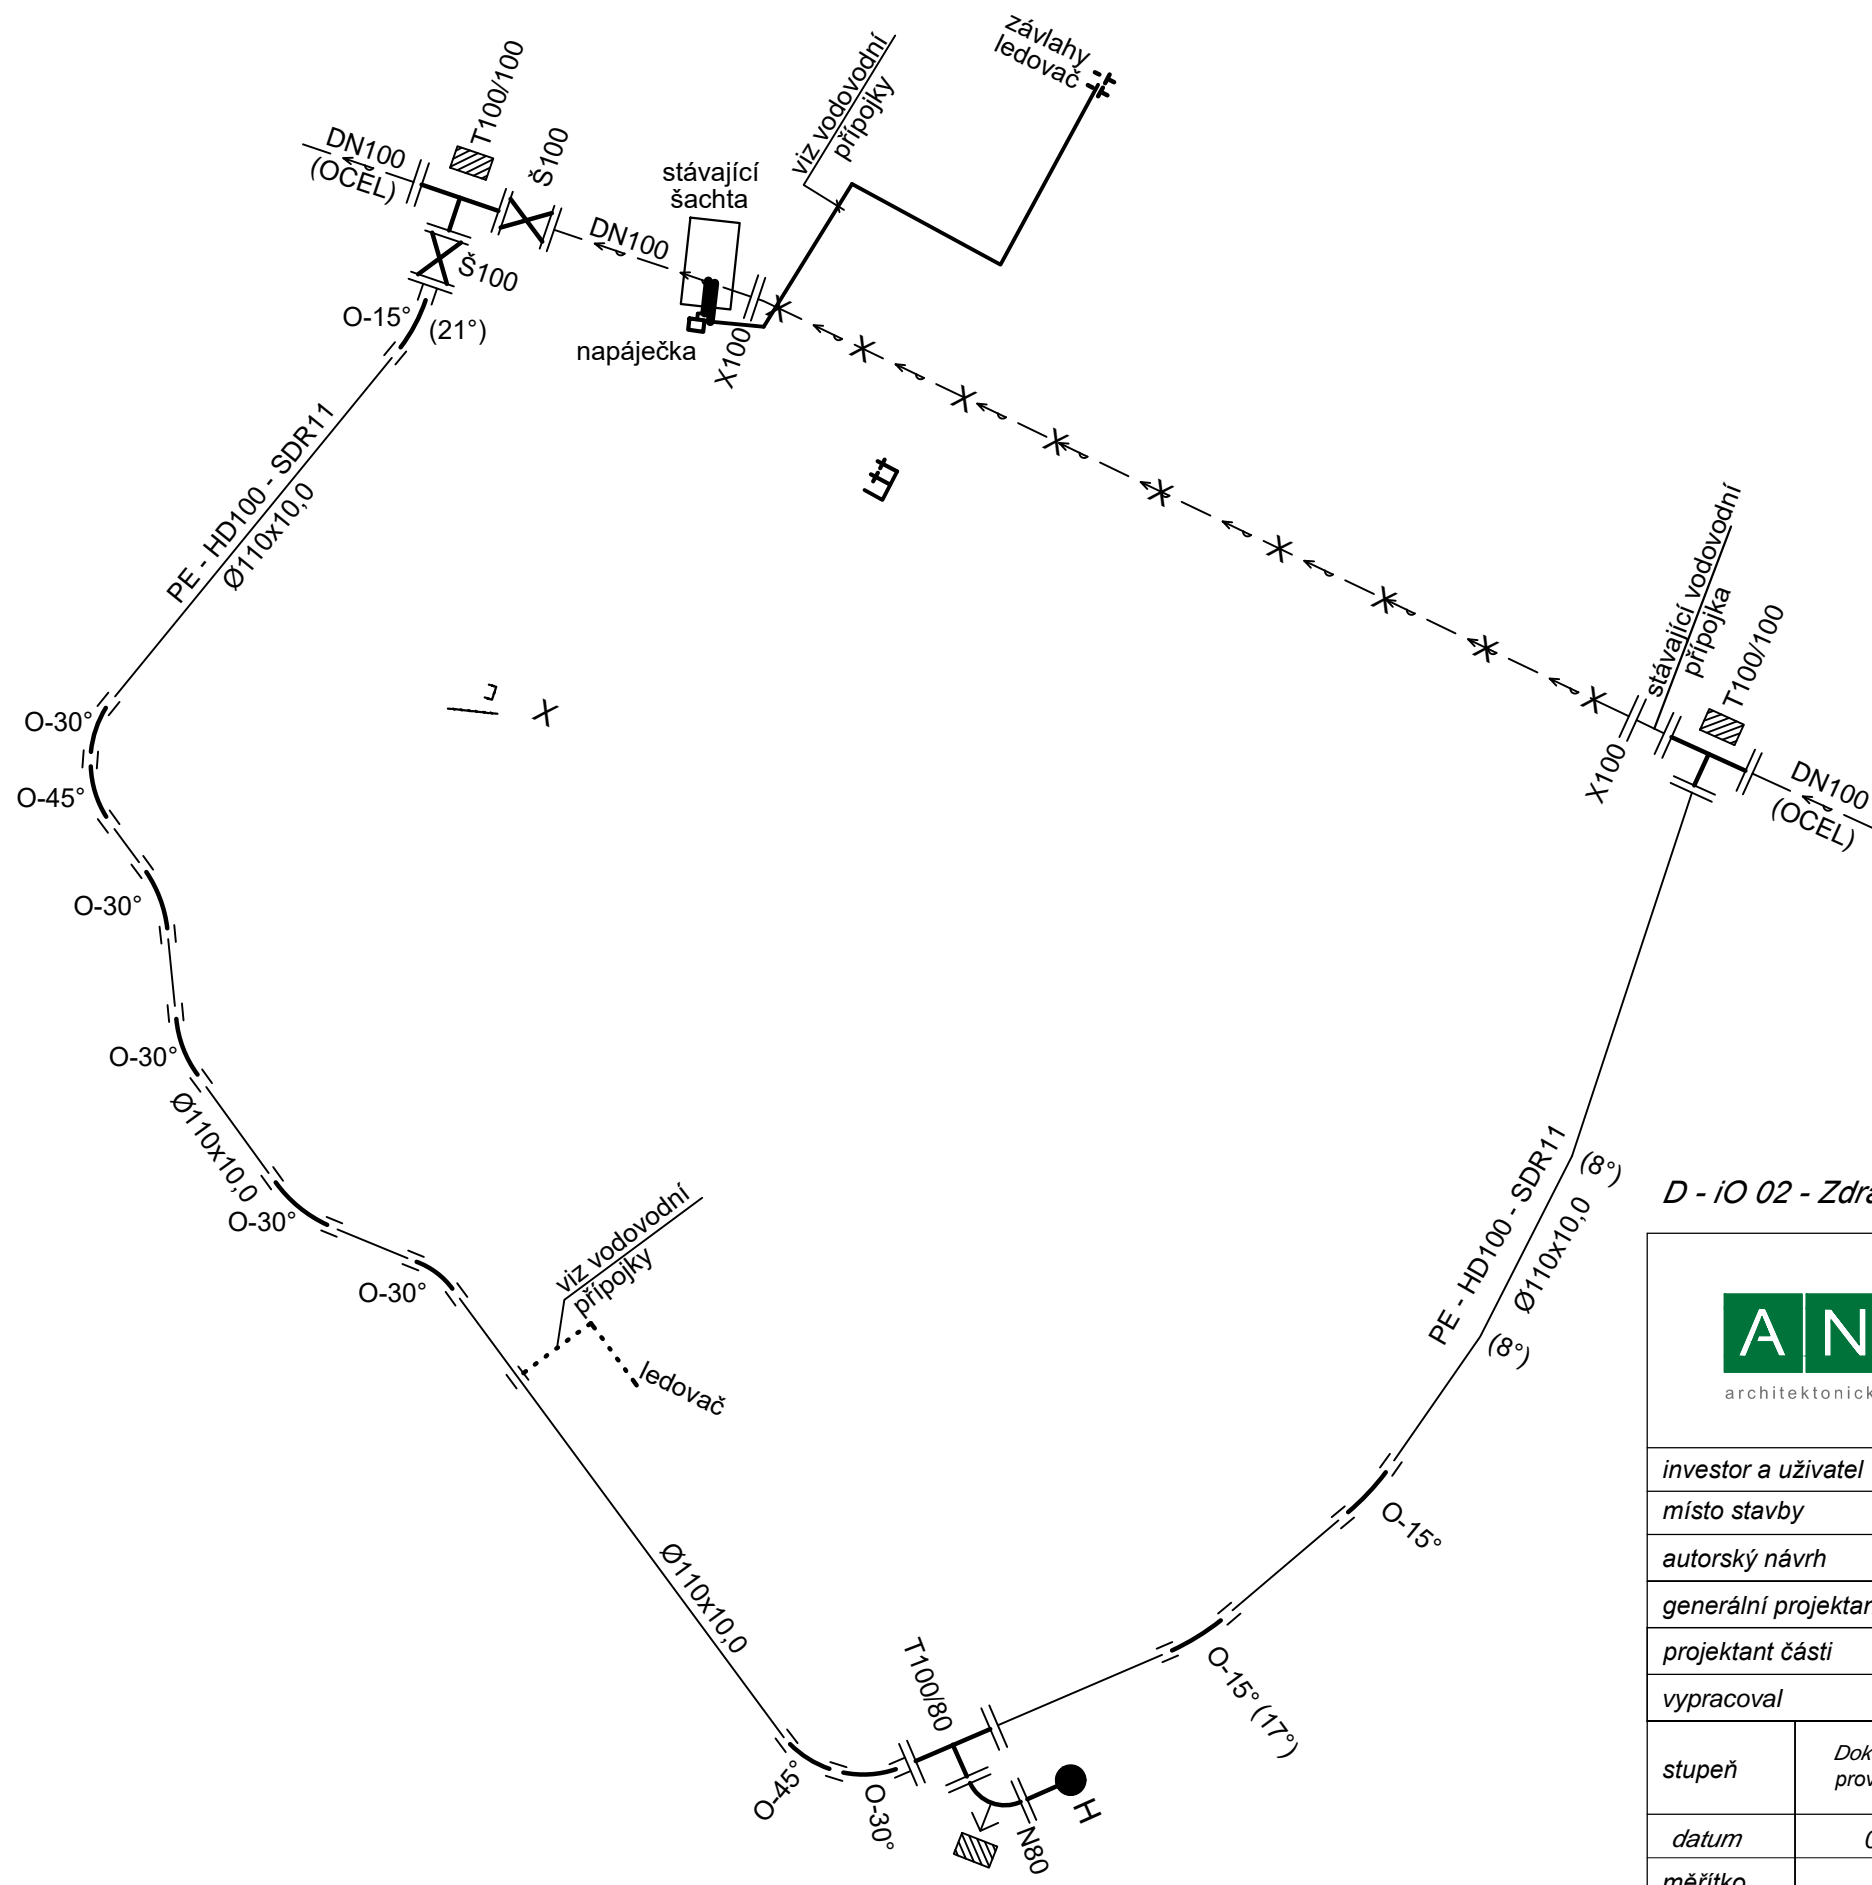 závlahy
ledovač
viz vodovodní
přípojky
T100/100
Š100
DN100
(OCEL)
stávající
šachta
DN100
Š100
O-15°
(21°)
napáječka
X100
PE - HD100 - SDR11
Ø110x10,0
stávající vodovodní
přípojka
T100/100
X100
DN100
(OCEL)
O-30°
O-45°
O-30°
O-30°
Ø110x10,0
O-30°
O-30°
viz vodovodní
přípojky
ledovač
PE - HD100 - SDR11
Ø110x10,0
(8°)
(8°)
O-15°
O-15° (17°)
Ø110x10,0
T100/80
O-45°
O-30°
N80
H
D - iO 02 - Zdra
AN
architektonick
investor a uživatel
místo stavby
autorský návrh
generální projektan
projektant části
vypracoval
stupeň
Dok
prov
datum
0
měřítko